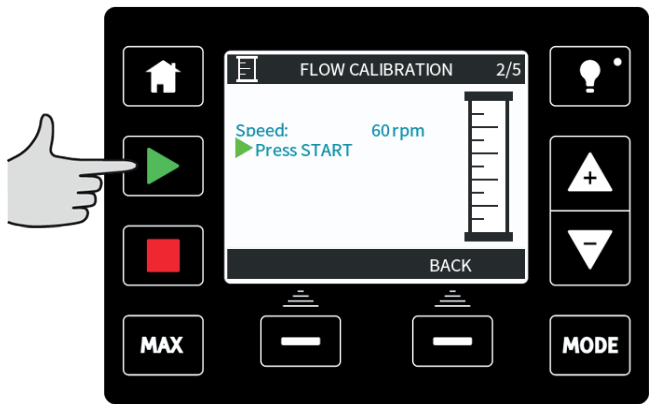 FLOW CALIBRATION 2/5
Speed: 60 rpm
Press START
BACK
MAX
MODE